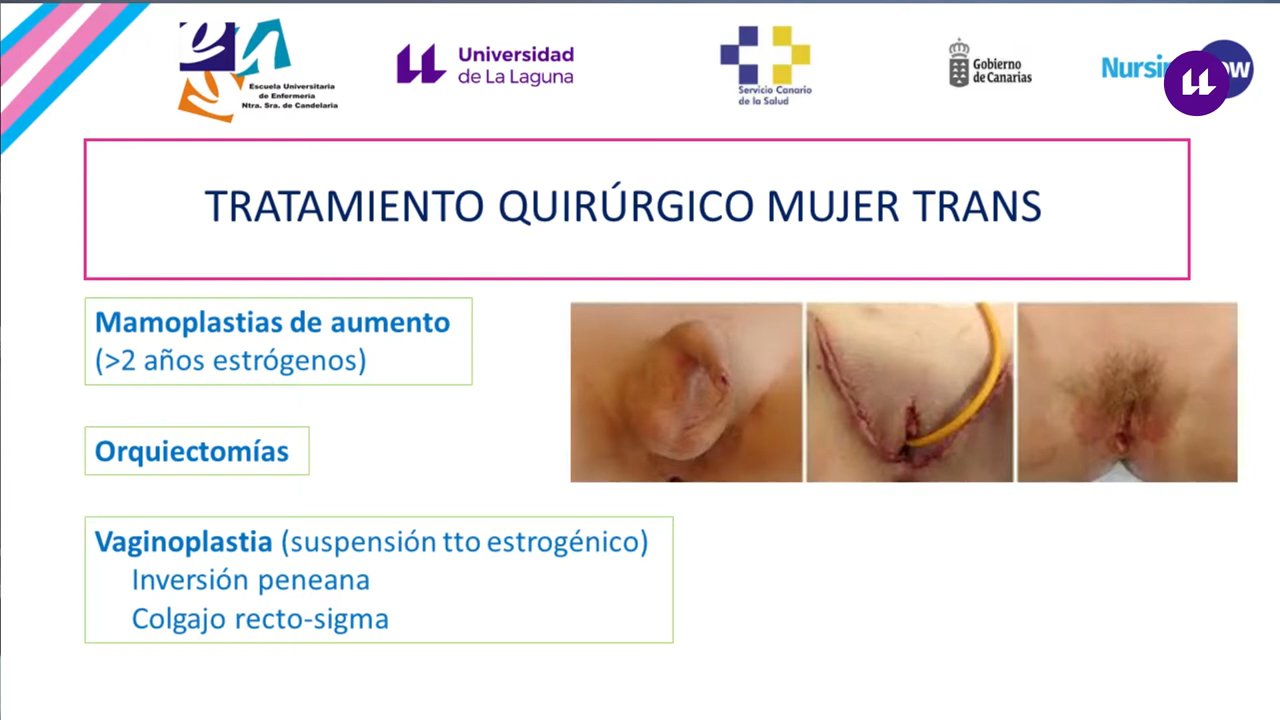 Escuela Universitaria
de Enfermería
Ntra. Sra. de Candelaria
Universidad
de La Laguna
Servicio Canario
de la Salud
Gobierno
de Canarias
TRATAMIENTO QUIRÚRGICO MUJER TRANS
Mamoplastias de aumento
(>2 años estrógenos)
Orquiectomías
Vaginoplastia (suspensión tto estrogénico)
Inversión peneana
Colgajo recto-sigma